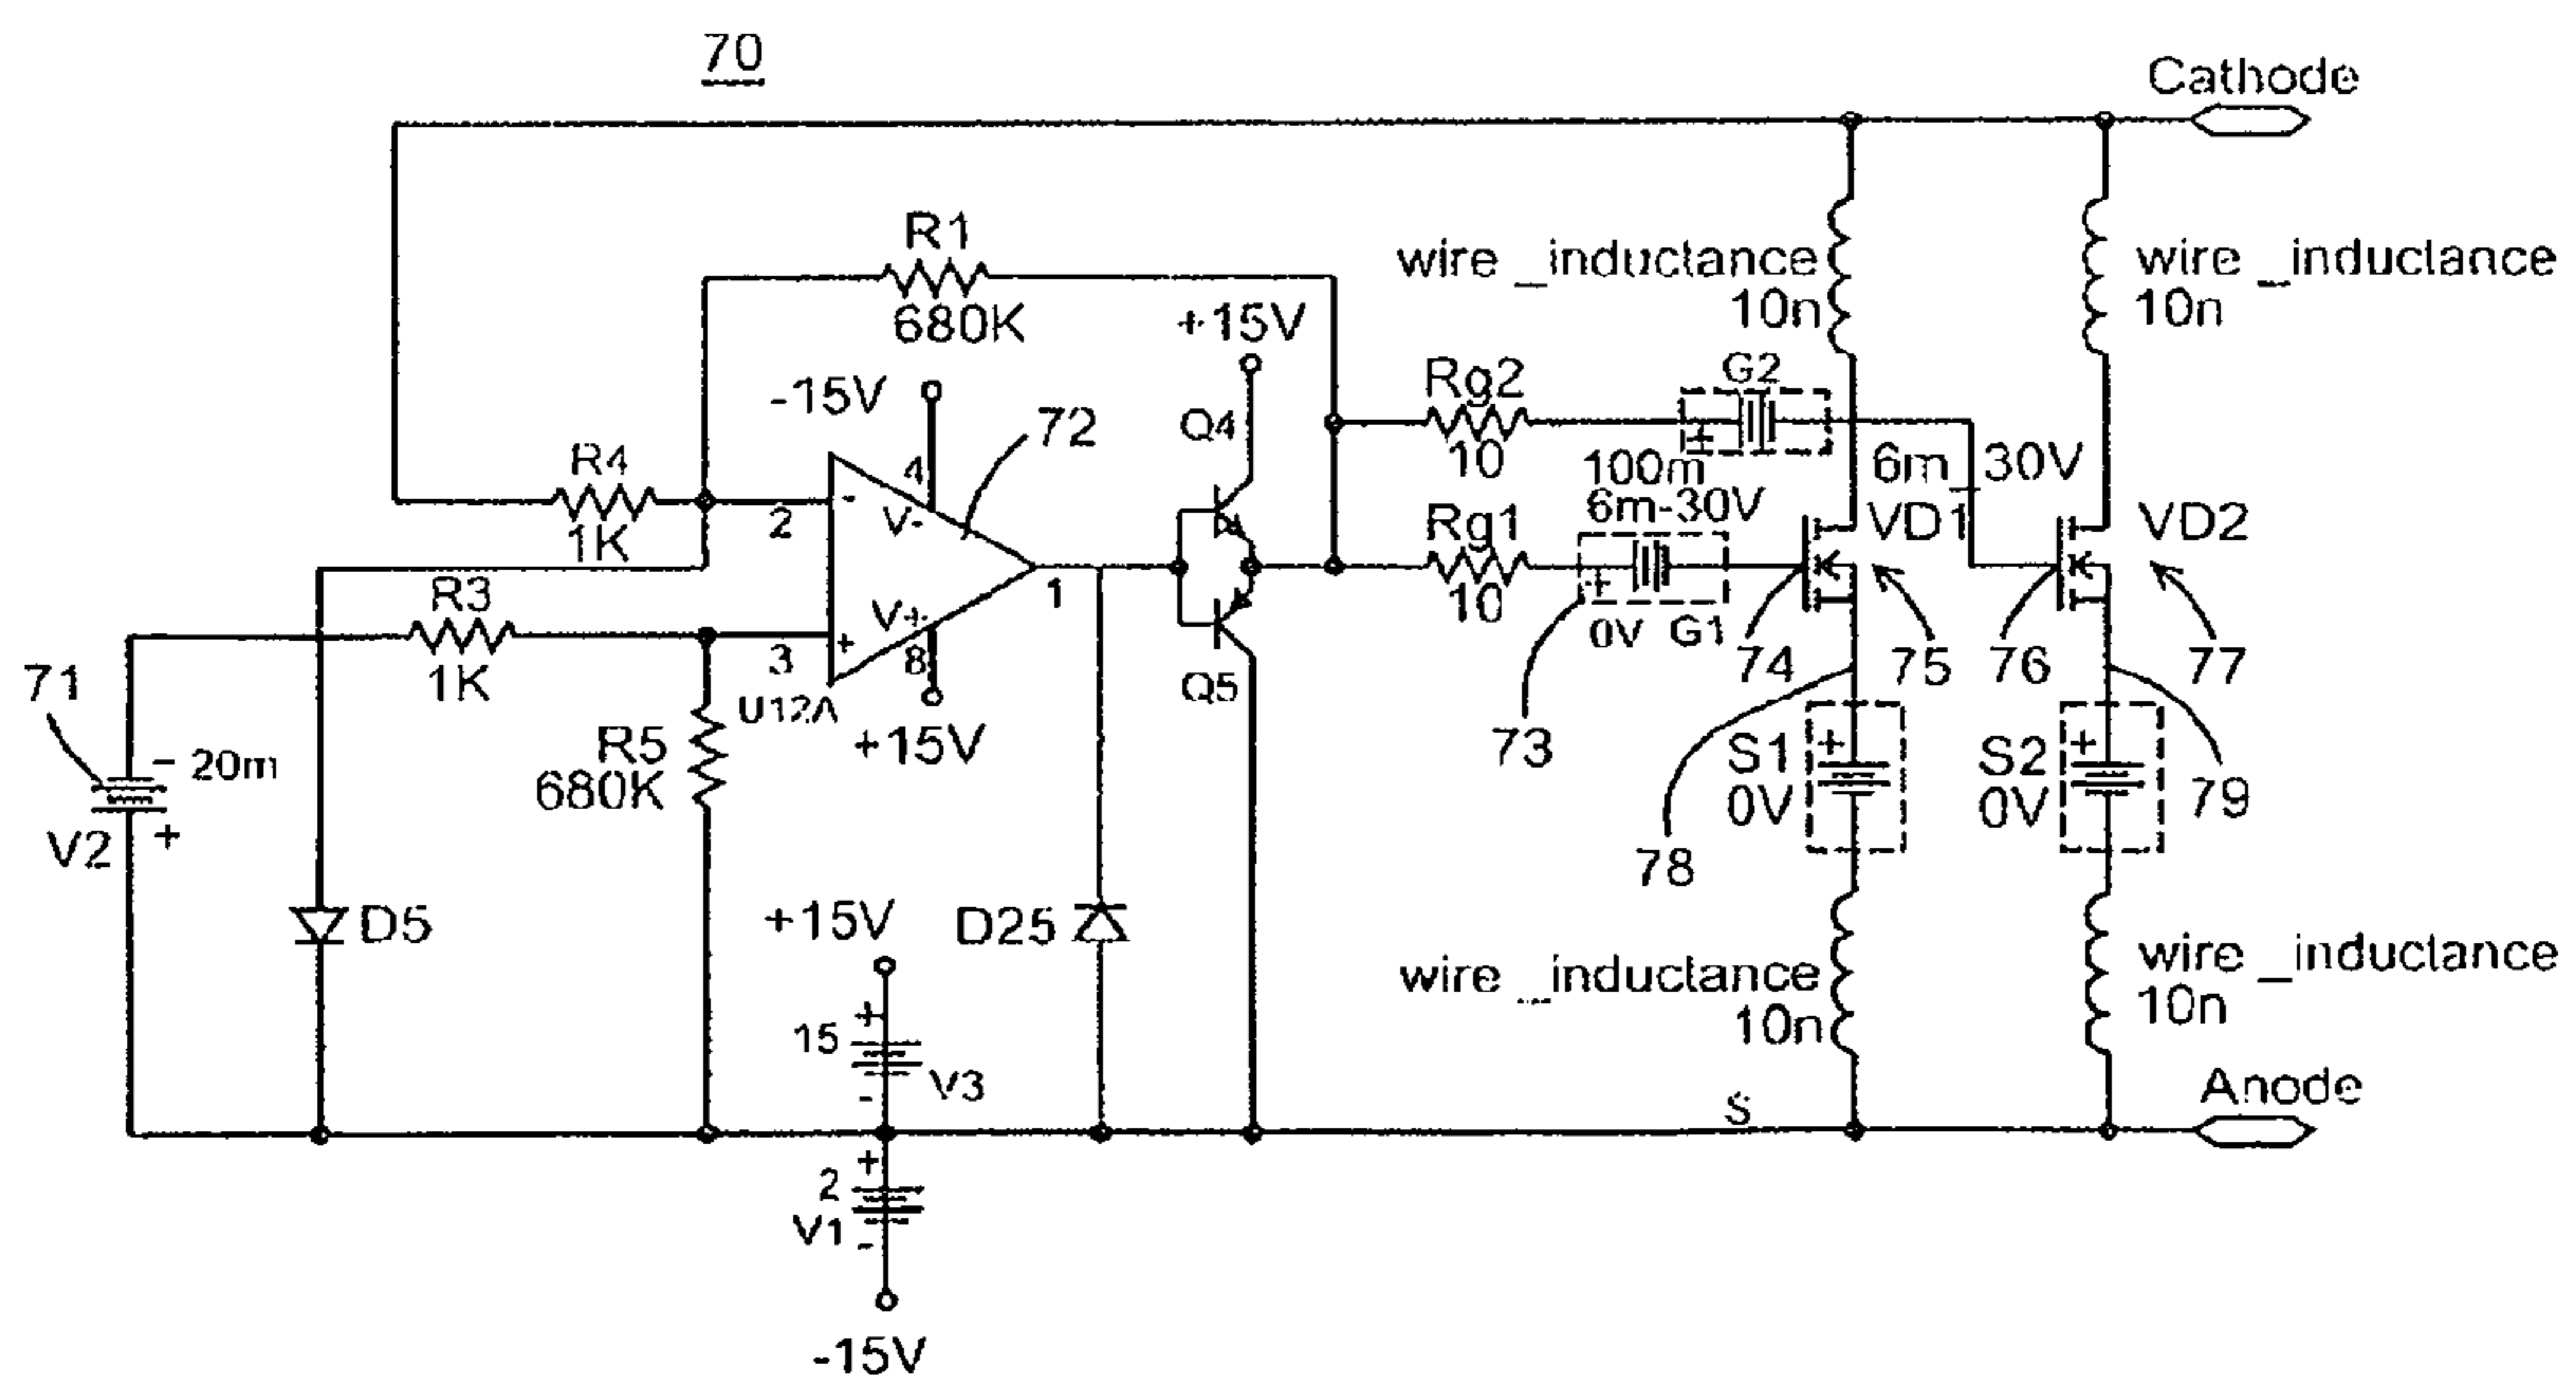 70
Cathode
R1
680K
wire _inductance
10n
wire _inductance
10n
+15V
-15V
72
Q4
Rg2
10
G2
+
100m
6m_30V
R4
1K
4
V-
-
2
6m-30V
Rg1
10
VD1
VD2
1
R3
1K
V+
+
3
8
U12A
+
0V
G1
Q5
74
75
76
77
71
- 20m
+15V
R5
680K
73
V2
+
S1
0V
+
S2
0V
+
79
78
D5
+15V
D25
wire _inductance
10n
wire _inductance
10n
15
+
V3
-
S
Anode
2
+
V1
-
-15V